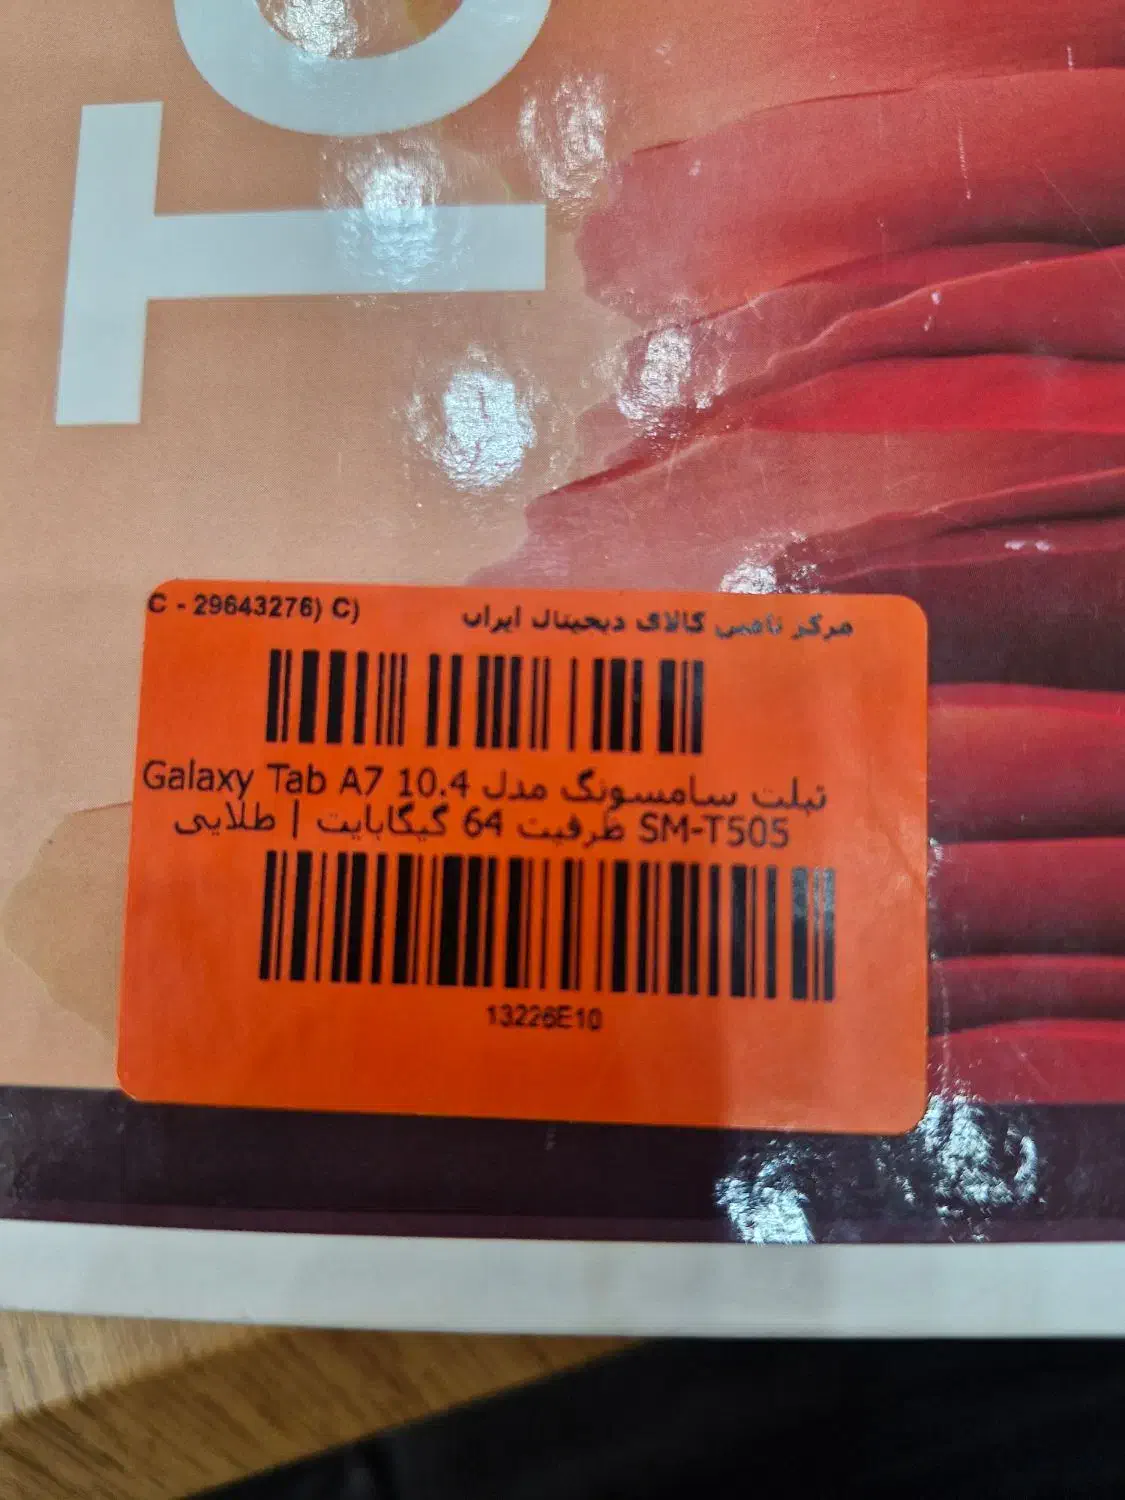 To
مرکز تامین کالای دیجیتال ایران
C - 29643276) C)
تبلت سامسونگ مدل Galaxy Tab A7 10.4
SM-T505 ظرفیت 64 گیگابایت | طلایی
13226E10